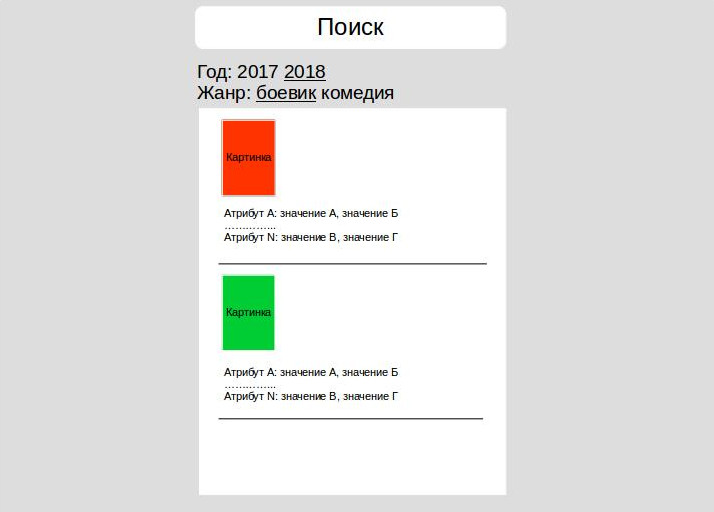 Поиск
Год: 2017 2018
Жанр: боевик комедия
Картинка
Атрибут А: значение А, значение Б
……………
Атрибут N: значение В, значение Г
Картинка
Атрибут А: значение А, значение Б
……………
Атрибут N: значение В, значение Г